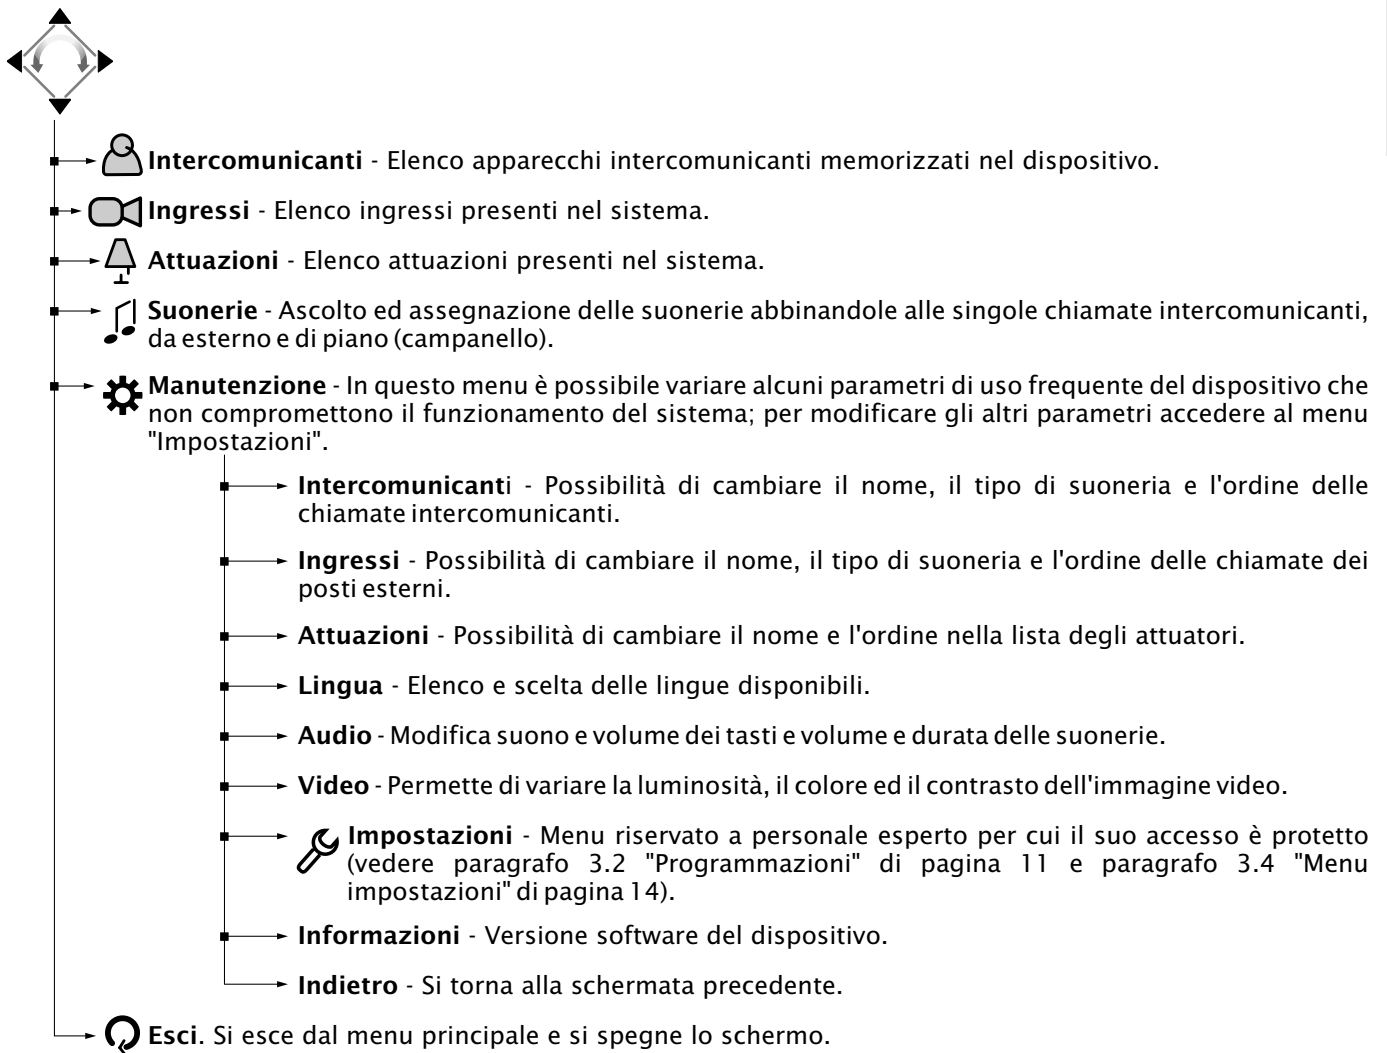 Intercomunicanti - Elenco apparecchi intercomunicanti memorizzati nel dispositivo.
Ingressi - Elenco ingressi presenti nel sistema.
Attuazioni - Elenco attuazioni presenti nel sistema.
Suonerie - Ascolto ed assegnazione delle suonerie abbinandole alle singole chiamate intercomunicanti,
da esterno e di piano (campanello).
Manutenzione - In questo menu è possibile variare alcuni parametri di uso frequente del dispositivo che
non compromettono il funzionamento del sistema; per modificare gli altri parametri accedere al menu
"Impostazioni".
Intercomunicanti - Possibilità di cambiare il nome, il tipo di suoneria e l'ordine delle
chiamate intercomunicanti.
Ingressi - Possibilità di cambiare il nome, il tipo di suoneria e l'ordine delle chiamate dei
posti esterni.
Attuazioni - Possibilità di cambiare il nome e l'ordine nella lista degli attuatori.
Lingua - Elenco e scelta delle lingue disponibili.
Audio - Modifica suono e volume dei tasti e volume e durata delle suonerie.
Video - Permette di variare la luminosità, il colore ed il contrasto dell'immagine video.
Impostazioni - Menu riservato a personale esperto per cui il suo accesso è protetto
(vedere paragrafo 3.2 "Programmazioni" di pagina 11 e paragrafo 3.4 "Menu
impostazioni" di pagina 14).
Informazioni - Versione software del dispositivo.
Indietro - Si torna alla schermata precedente.
Esci. Si esce dal menu principale e si spegne lo schermo.